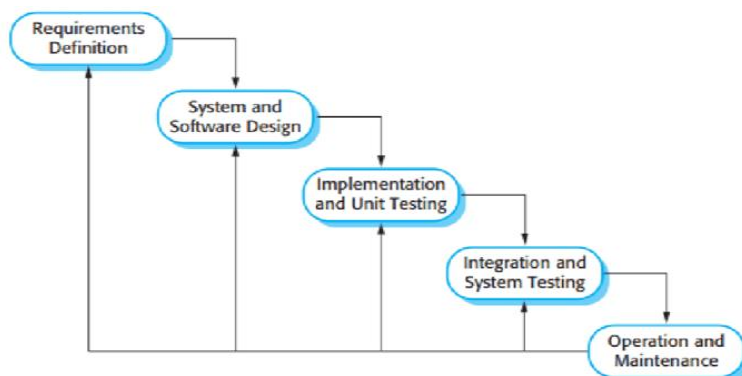 Requirements
Definition
System and
Software Design
Implementation
and Unit Testing
Integration and
System Testing
Operation and
Maintenance